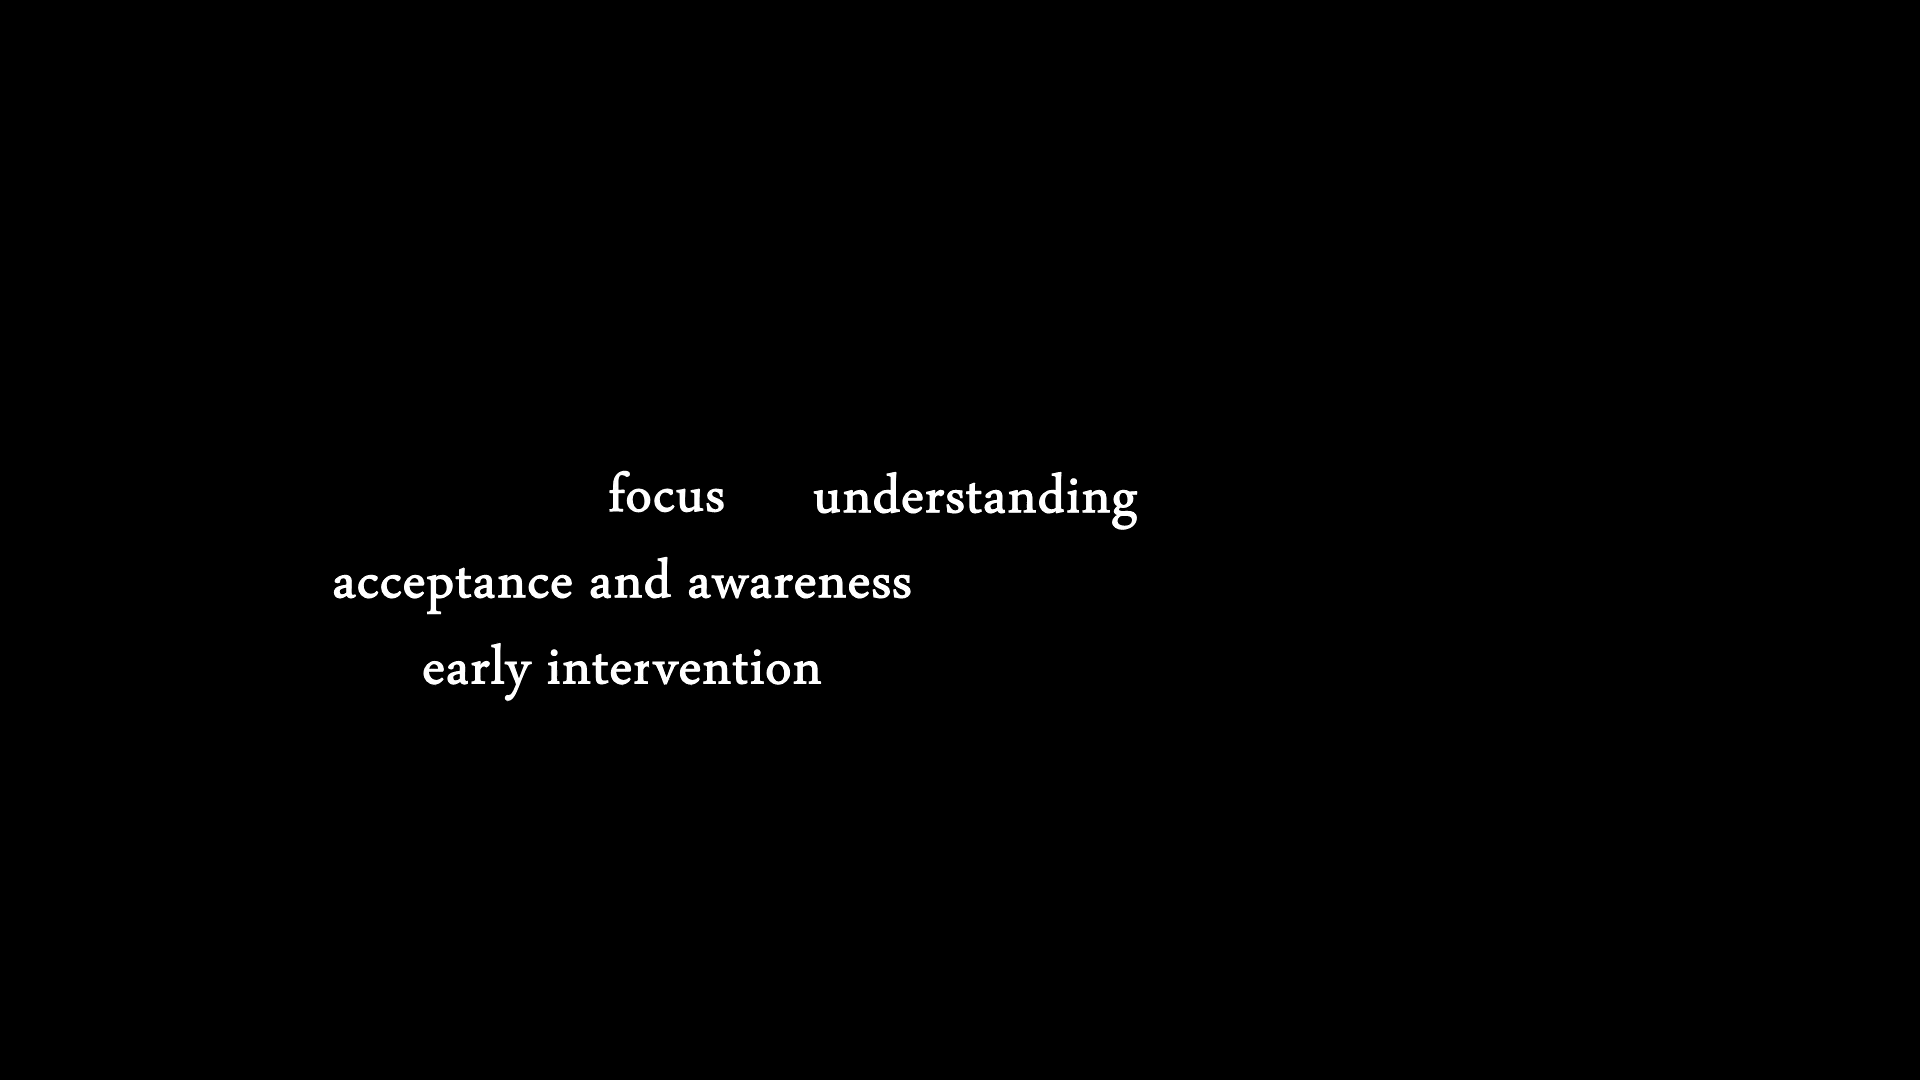 focus understanding
acceptance and awareness
early intervention